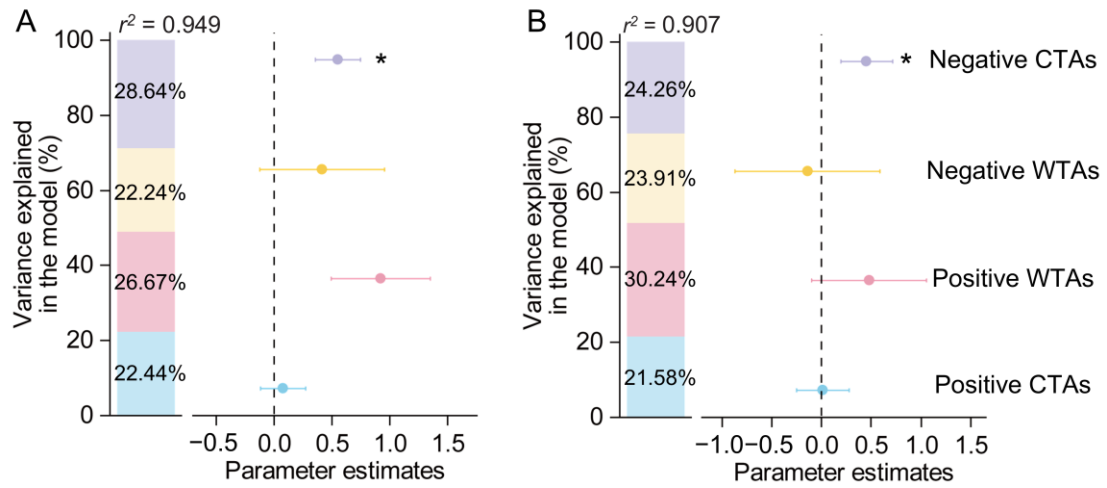 A
r² = 0.949
100
80
60
40
20
0
Variance explained
in the model (%)
28.64%
22.24%
26.67%
22.44%
*
−0.5
0.0
0.5
1.0
1.5
Parameter estimates
B
r² = 0.907
100
80
60
40
20
0
Variance explained
in the model (%)
24.26%
23.91%
30.24%
21.58%
*
Negative CTAs
Negative WTAs
Positive WTAs
Positive CTAs
−1.0
−0.5
0.0
0.5
1.0
1.5
Parameter estimates